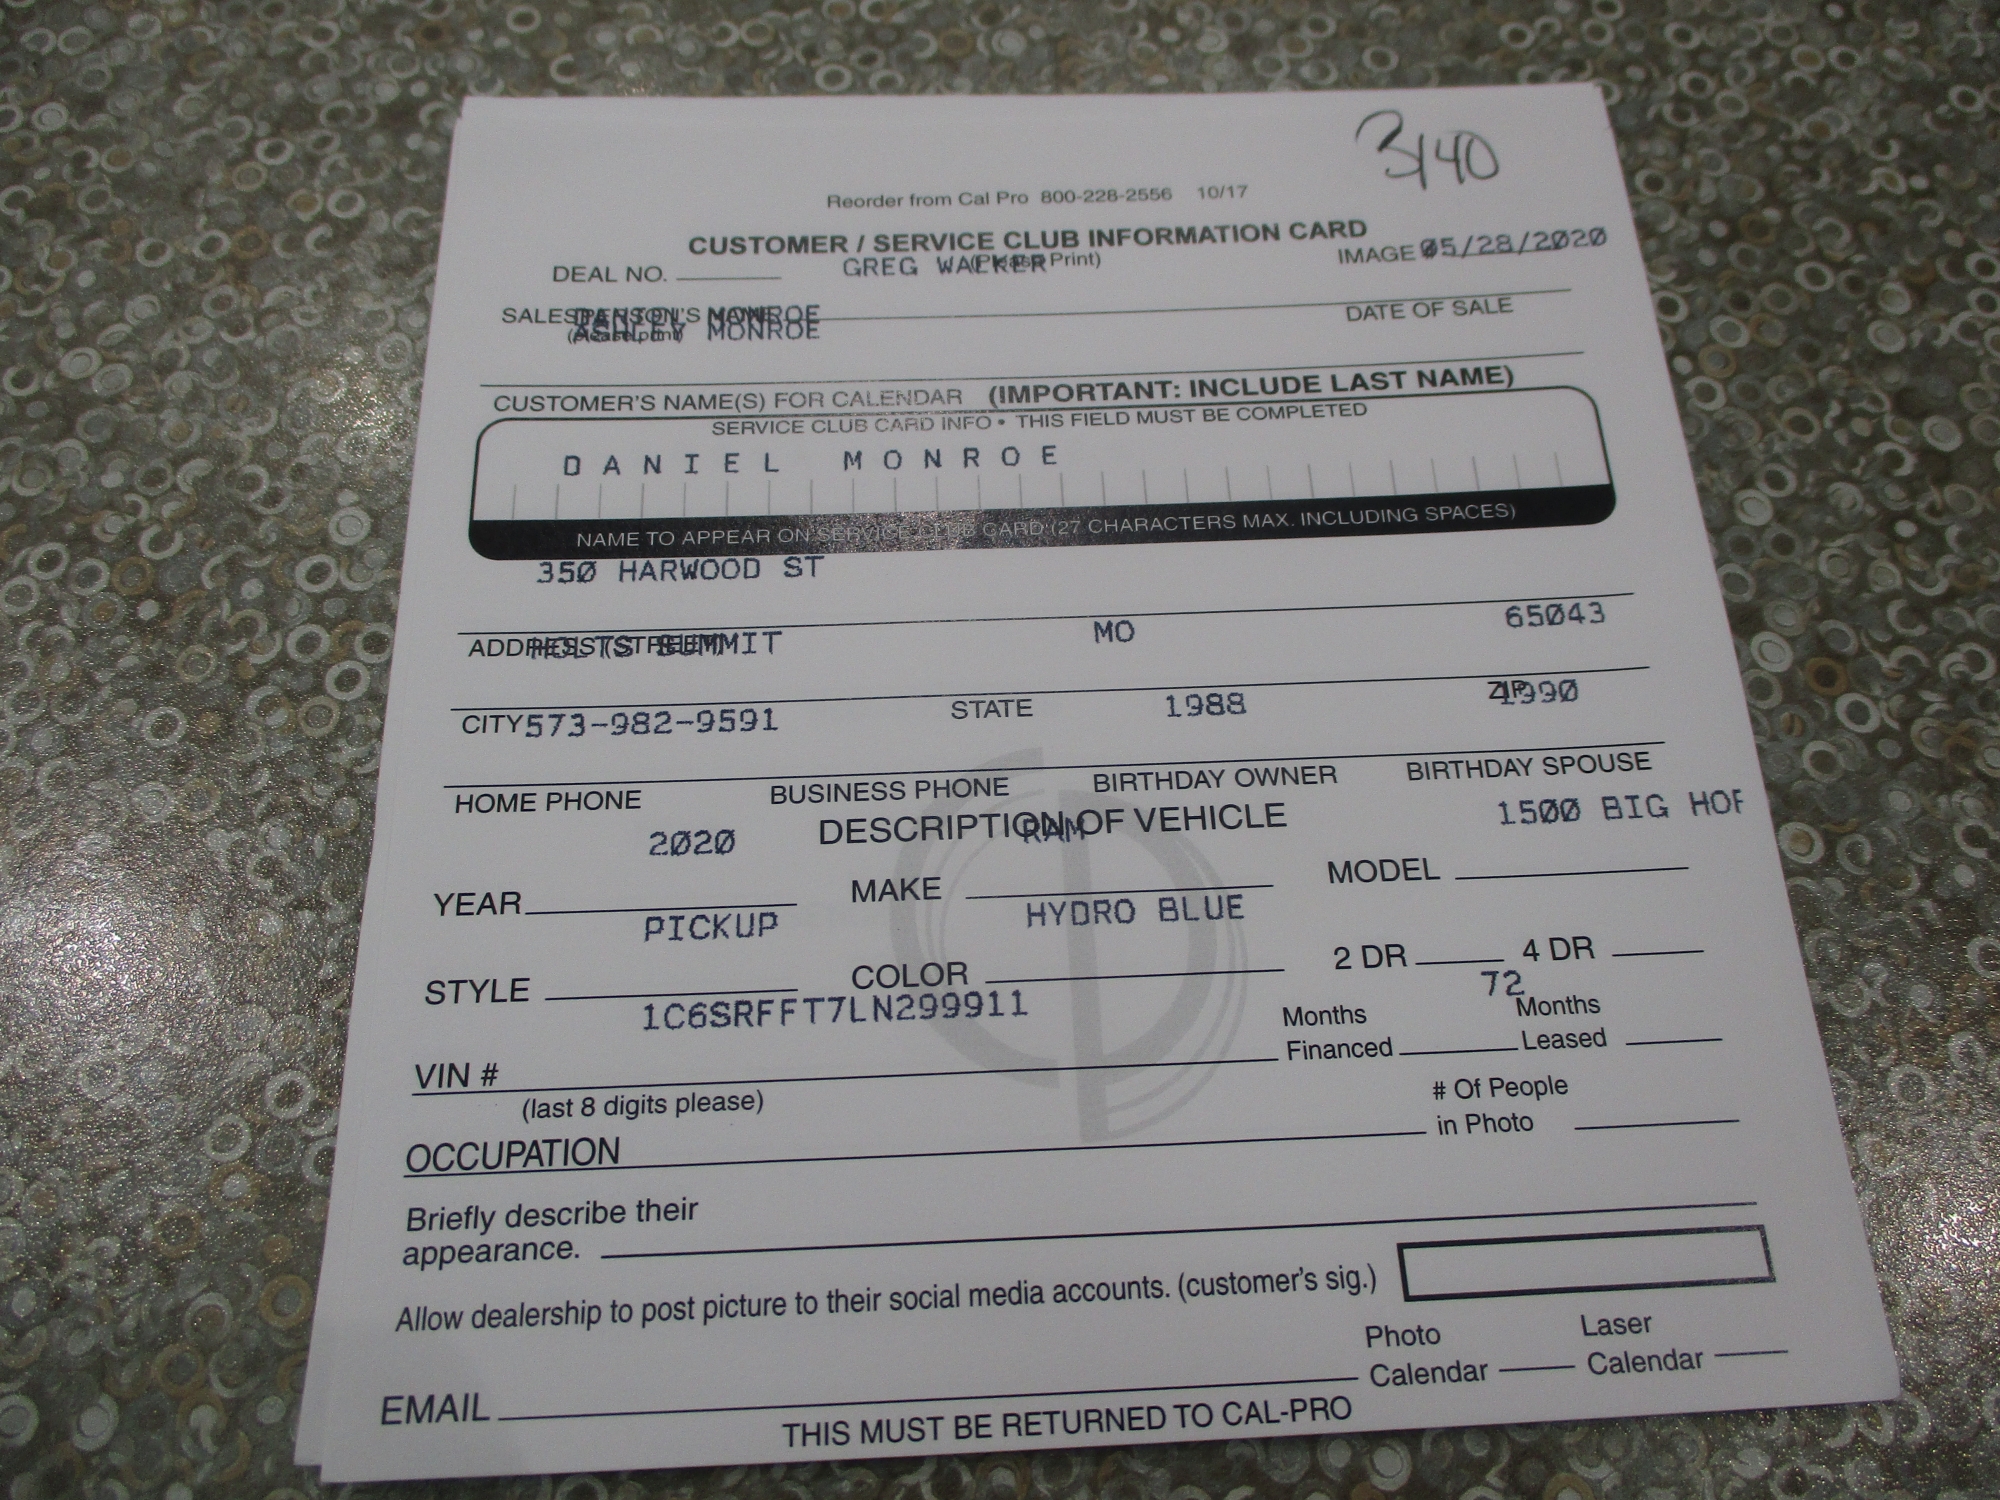 3140
Reorder from Cal Pro 800-228-2556 10/17
CUSTOMER / SERVICE CLUB INFORMATION CARD
DEAL NO. GREG WALKER (Please Print) IMAGE 05/28/2020
SALESPERSON'S NAME DANIEL MONROE DATE OF SALE
(please print) ASHLEY MONROE
CUSTOMER'S NAME(S) FOR CALENDAR (IMPORTANT: INCLUDE LAST NAME)
SERVICE CLUB CARD INFO • THIS FIELD MUST BE COMPLETED
DANIEL MONROE
NAME TO APPEAR ON SERVICE CLUB CARD (27 CHARACTERS MAX. INCLUDING SPACES)
350 HARWOOD ST
ADDRESS (STREET) HOLTS SUMMIT MO 65043
CITY 573-982-9591 STATE 1988 ZIP 1990
HOME PHONE BUSINESS PHONE BIRTHDAY OWNER BIRTHDAY SPOUSE
2020 DESCRIPTION OF VEHICLE RAM 1500 BIG HOR
YEAR MAKE MODEL
PICKUP HYDRO BLUE
STYLE COLOR 2 DR 4 DR
1C6SRFFT7LN299911 72
VIN # Months Financed Months Leased
(last 8 digits please)
OCCUPATION # Of People in Photo
Briefly describe their
appearance.
Allow dealership to post picture to their social media accounts. (customer's sig.)
EMAIL Photo Calendar Laser Calendar
THIS MUST BE RETURNED TO CAL-PRO